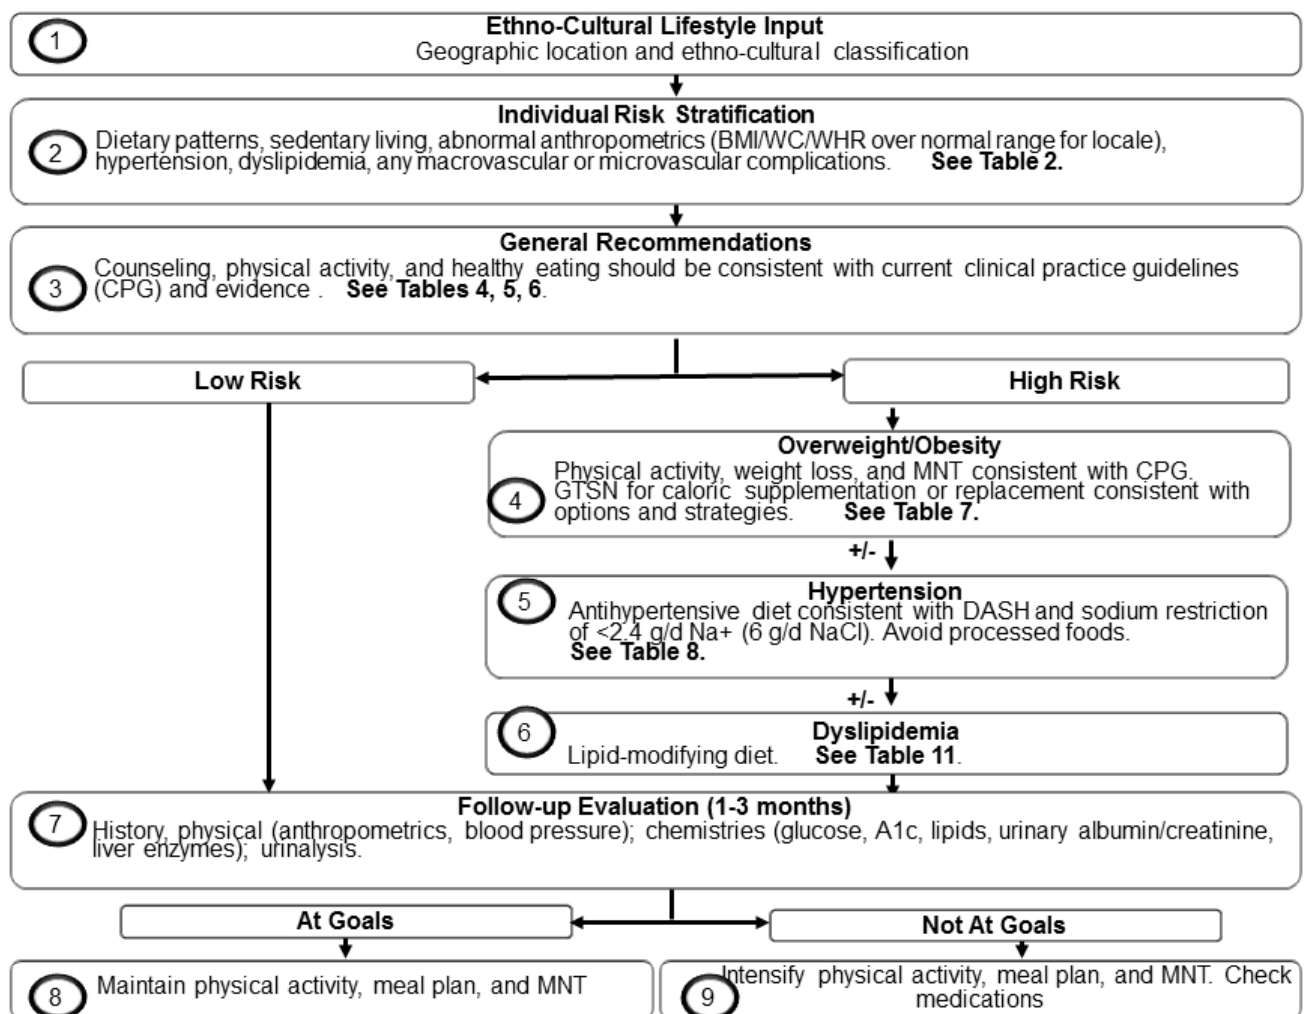 Ethno-Cultural Lifestyle Input
1
Geographic location and ethno-cultural classification
Individual Risk Stratification
2
Dietary patterns, sedentary living, abnormal anthropometrics (BMI/WC/WHR over normal range for locale),
hypertension, dyslipidemia, any macrovascular or microvascular complications. See Table 2.
General Recommendations
3
Counseling, physical activity, and healthy eating should be consistent with current clinical practice guidelines
(CPG) and evidence . See Tables 4, 5, 6.
Low Risk
High Risk
Overweight/Obesity
4
Physical activity, weight loss, and MNT consistent with CPG.
GTSN for caloric supplementation or replacement consistent with
options and strategies. See Table 7.
+/-
Hypertension
5
Antihypertensive diet consistent with DASH and sodium restriction
of <2.4 g/d Na+ (6 g/d NaCl). Avoid processed foods.
See Table 8.
+/-
Dyslipidemia
6
Lipid-modifying diet. See Table 11.
Follow-up Evaluation (1-3 months)
7
History, physical (anthropometrics, blood pressure); chemistries (glucose, A1c, lipids, urinary albumin/creatinine,
liver enzymes); urinalysis.
At Goals
Not At Goals
8
Maintain physical activity, meal plan, and MNT
9
Intensify physical activity, meal plan, and MNT. Check
medications